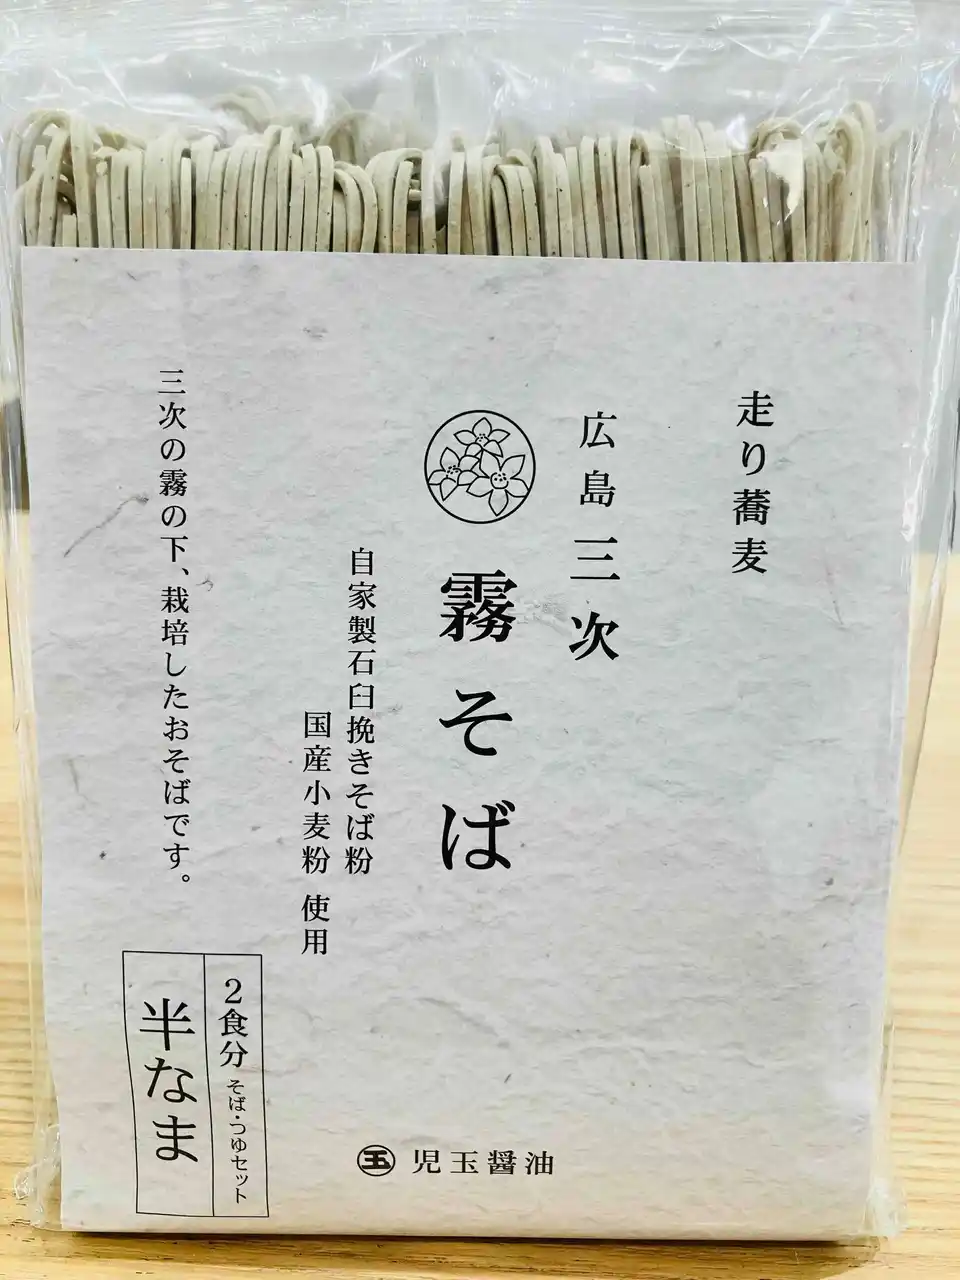 走り蕎麦
広島 三次
霧そば
自家製石臼挽きそば粉
国産小麦粉 使用
三次の霧の下、栽培したおそばです。
2食分 そば・つゆセット
半なま
玉 児玉醤油